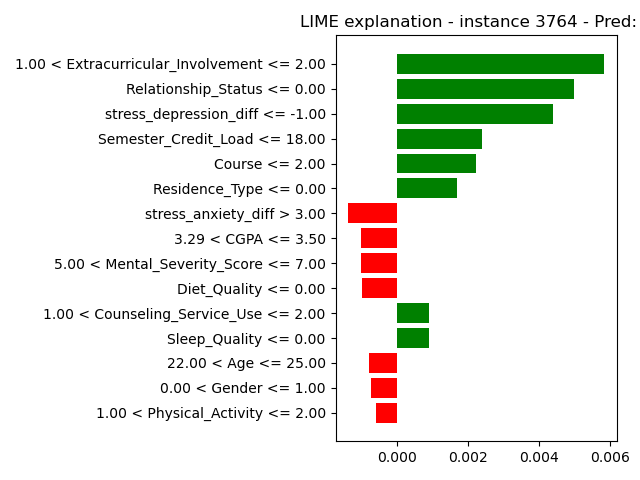 LIME explanation - instance 3764 - Pred:
1.00 < Extracurricular_Involvement <= 2.00
Relationship_Status <= 0.00
stress_depression_diff <= -1.00
Semester_Credit_Load <= 18.00
Course <= 2.00
Residence_Type <= 0.00
stress_anxiety_diff > 3.00
3.29 < CGPA <= 3.50
5.00 < Mental_Severity_Score <= 7.00
Diet_Quality <= 0.00
1.00 < Counseling_Service_Use <= 2.00
Sleep_Quality <= 0.00
22.00 < Age <= 25.00
0.00 < Gender <= 1.00
1.00 < Physical_Activity <= 2.00
0.000 0.002 0.004 0.006